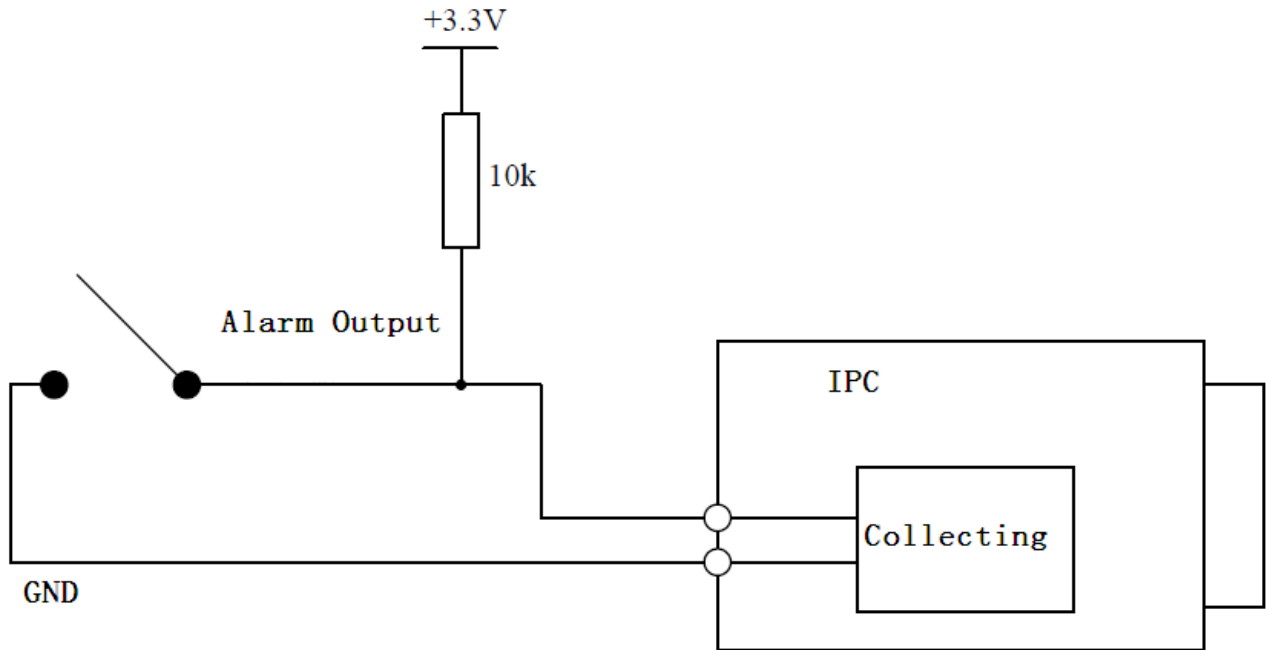 +3.3V
10k
Alarm Output
IPC
Collecting
GND